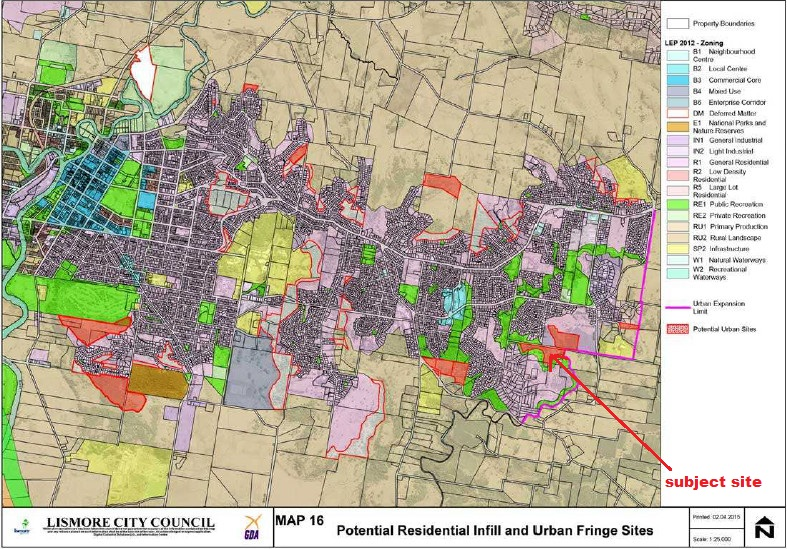 Property Boundaries
LEP 2012 - Zoning
B1 Neighbourhood
Centre
B2 Local Centre
B3 Commercial Core
B4 Mixed Use
B6 Enterprise Corridor
DM Deferred Matter
E1 National Parks and
Nature Reserves
IN1 General Industrial
IN2 Light Industrial
R1 General Residential
R2 Low Density
Residential
R5 Large Lot
Residential
RE1 Public Recreation
RE2 Private Recreation
RU1 Primary Production
RU2 Rural Landscape
SP2 Infrastructure
W1 Natural Waterways
W2 Recreational
Waterways
Urban Expansion
Limit
Potential Urban Sites
subject site
LISMORE CITY COUNCIL
GDA
MAP 16
Potential Residential Infill and Urban Fringe Sites
Scale: 1:25,000
N